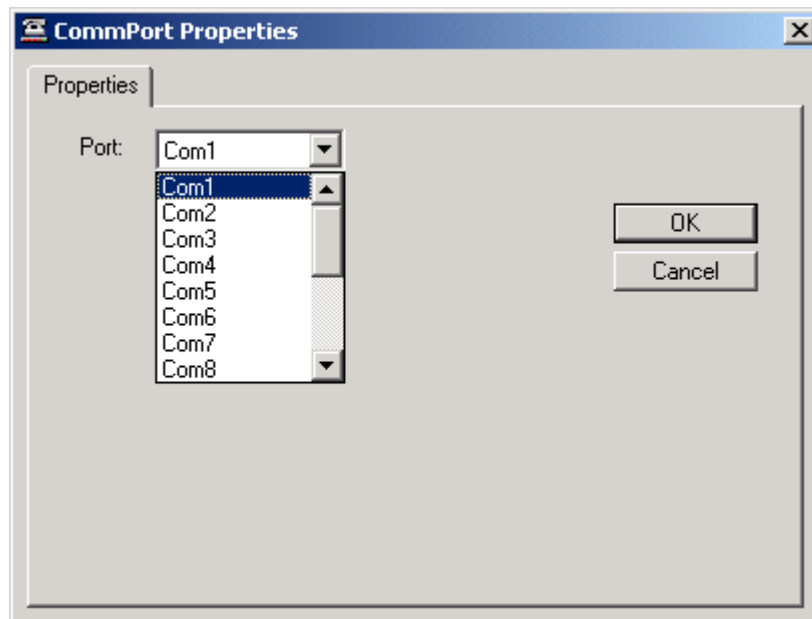 CommPort Properties
Properties
Port:
Com1
Com1
Com2
Com3
Com4
Com5
Com6
Com7
Com8
OK
Cancel